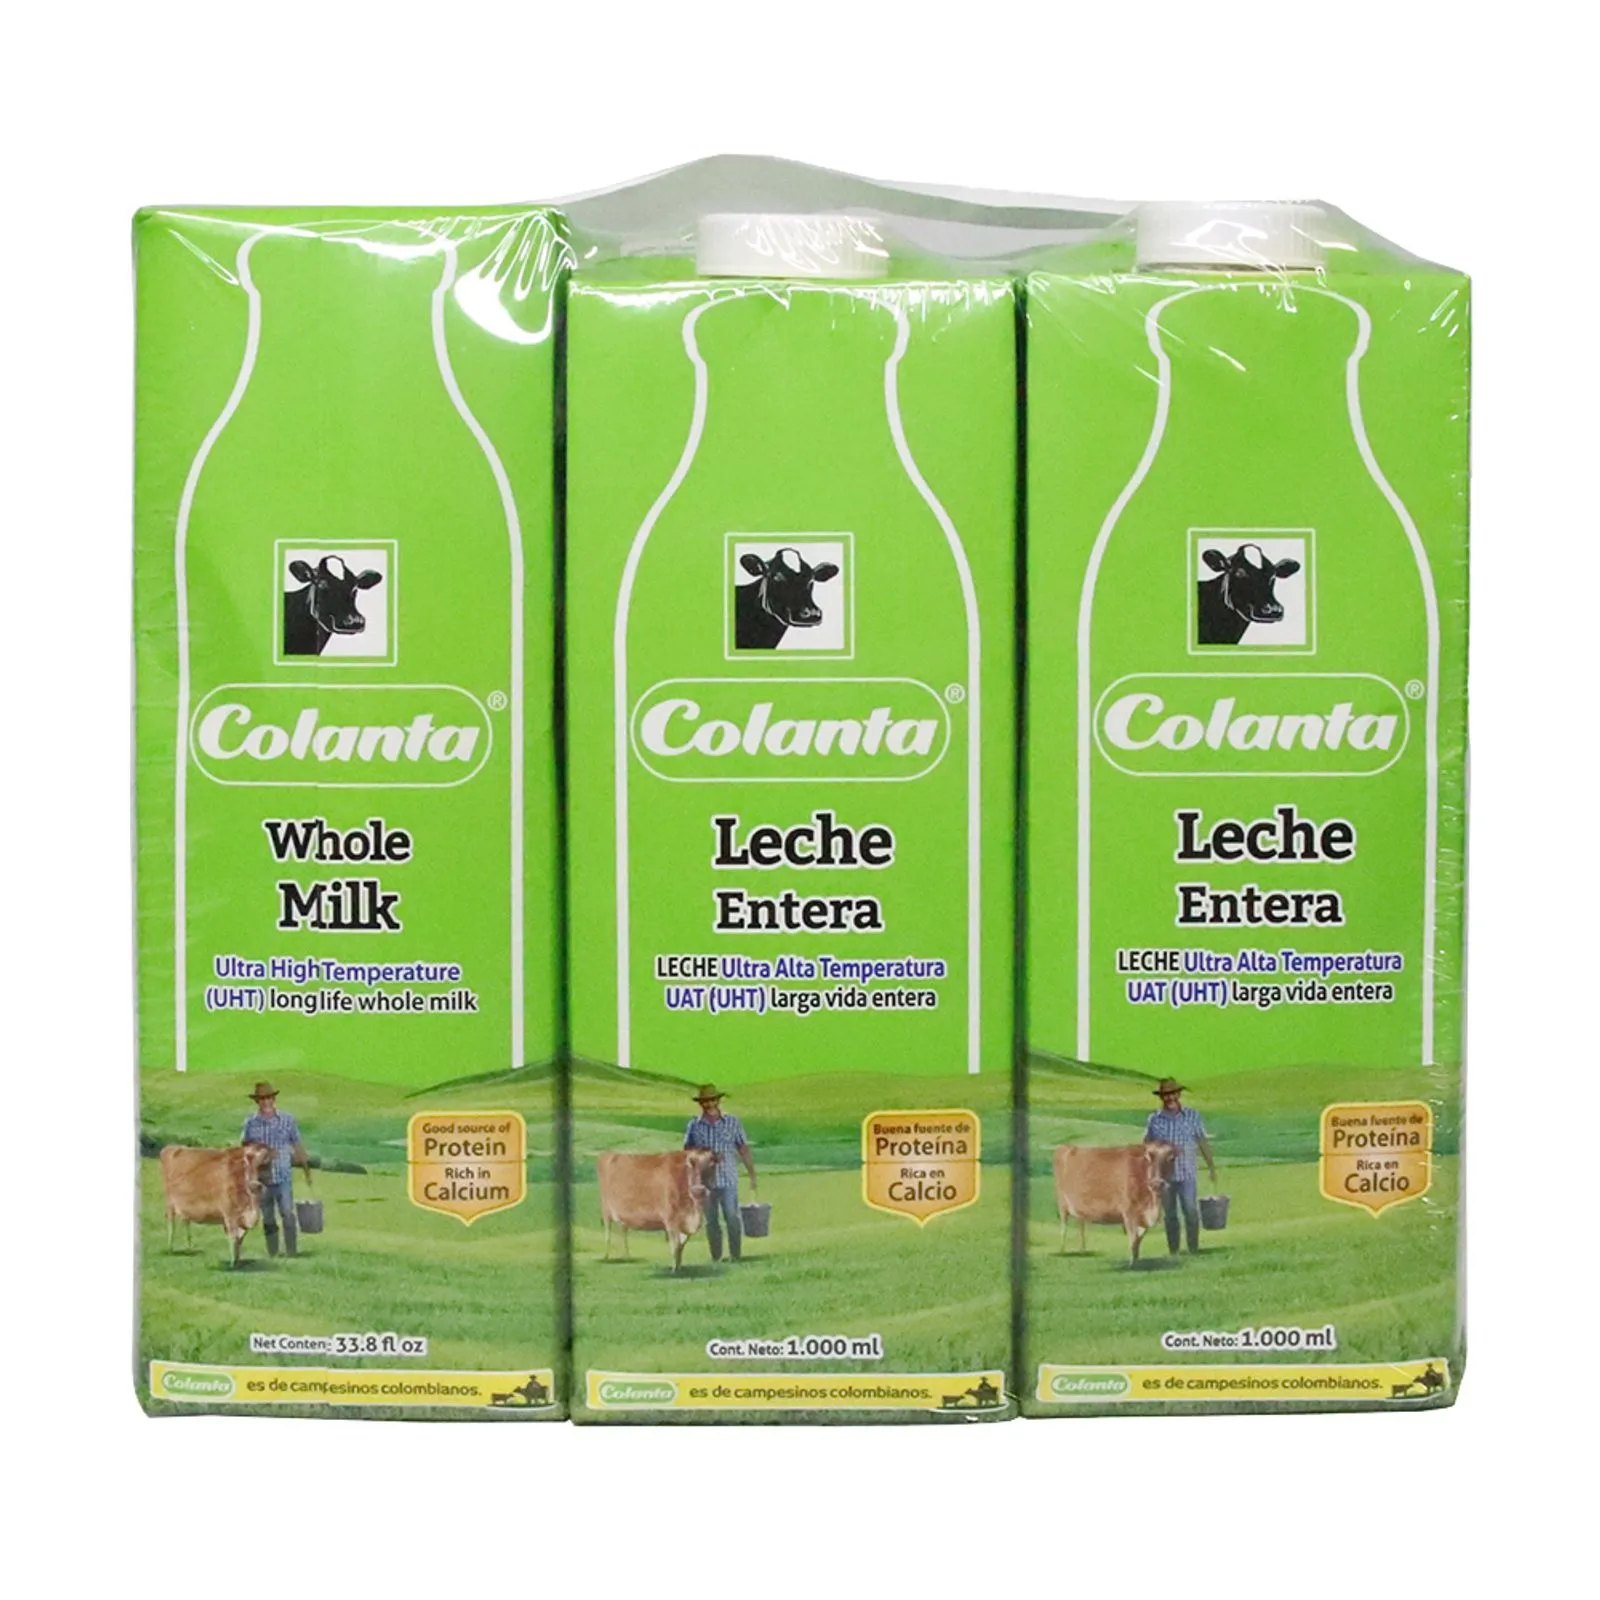 Colanta®
Whole
Milk
Ultra High Temperature
(UHT) long life whole milk
Good source of
Protein
Rich in
Calcium
Net Conten: 33.8 fl oz
Colanta es de campesinos colombianos.
Colanta®
Leche
Entera
LECHE Ultra Alta Temperatura
UAT (UHT) larga vida entera
Buena fuente de
Proteína
Rica en
Calcio
Cont. Neto: 1.000 ml
Colanta es de campesinos colombianos.
Colanta®
Leche
Entera
LECHE Ultra Alta Temperatura
UAT (UHT) larga vida entera
Buena fuente de
Proteína
Rica en
Calcio
Cont. Neto: 1.000 ml
Colanta es de campesinos colombianos.